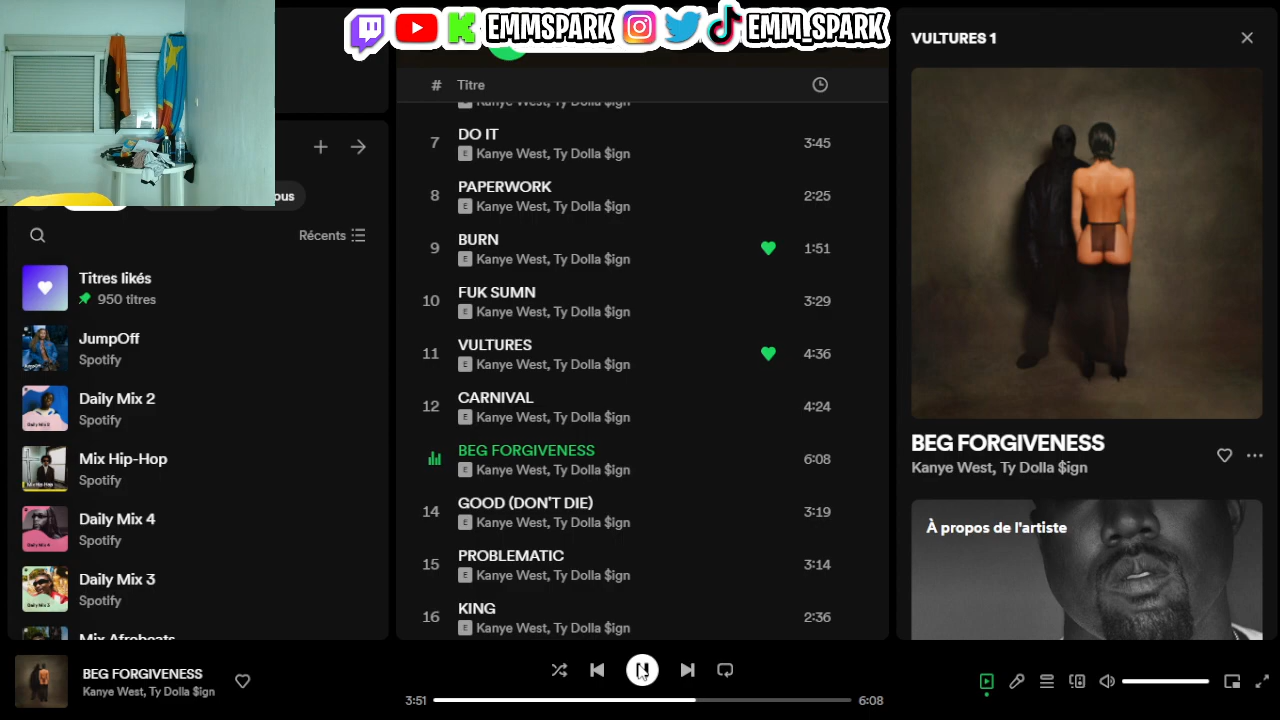 EMMSPARK EMM_SPARK
VULTURES 1
# Titre
Kanye West, Ty Dolla $ign
7 DO IT 3:45
E Kanye West, Ty Dolla $ign
8 PAPERWORK 2:25
E Kanye West, Ty Dolla $ign
9 BURN 1:51
E Kanye West, Ty Dolla $ign
10 FUK SUMN 3:29
E Kanye West, Ty Dolla $ign
11 VULTURES 4:36
E Kanye West, Ty Dolla $ign
12 CARNIVAL 4:24
E Kanye West, Ty Dolla $ign
BEG FORGIVENESS 6:08
E Kanye West, Ty Dolla $ign
14 GOOD (DON'T DIE) 3:19
E Kanye West, Ty Dolla $ign
15 PROBLEMATIC 3:14
E Kanye West, Ty Dolla $ign
16 KING 2:36
E Kanye West, Ty Dolla $ign
Récents
Titres likés
950 titres
JumpOff
Spotify
Daily Mix 2
Spotify
Mix Hip-Hop
Spotify
Daily Mix 4
Spotify
Daily Mix 3
Spotify
Mix Afrobeats
BEG FORGIVENESS
Kanye West, Ty Dolla $ign
À propos de l'artiste
BEG FORGIVENESS
Kanye West, Ty Dolla $ign
3:51 6:08